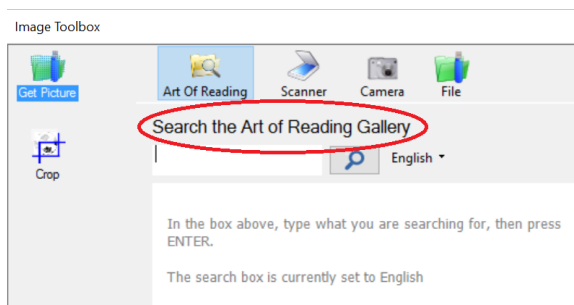 Image Toolbox
Get Picture
Art Of Reading
Scanner
Camera
File
Search the Art of Reading Gallery
English
Crop
In the box above, type what you are searching for, then press
ENTER.
The search box is currently set to English